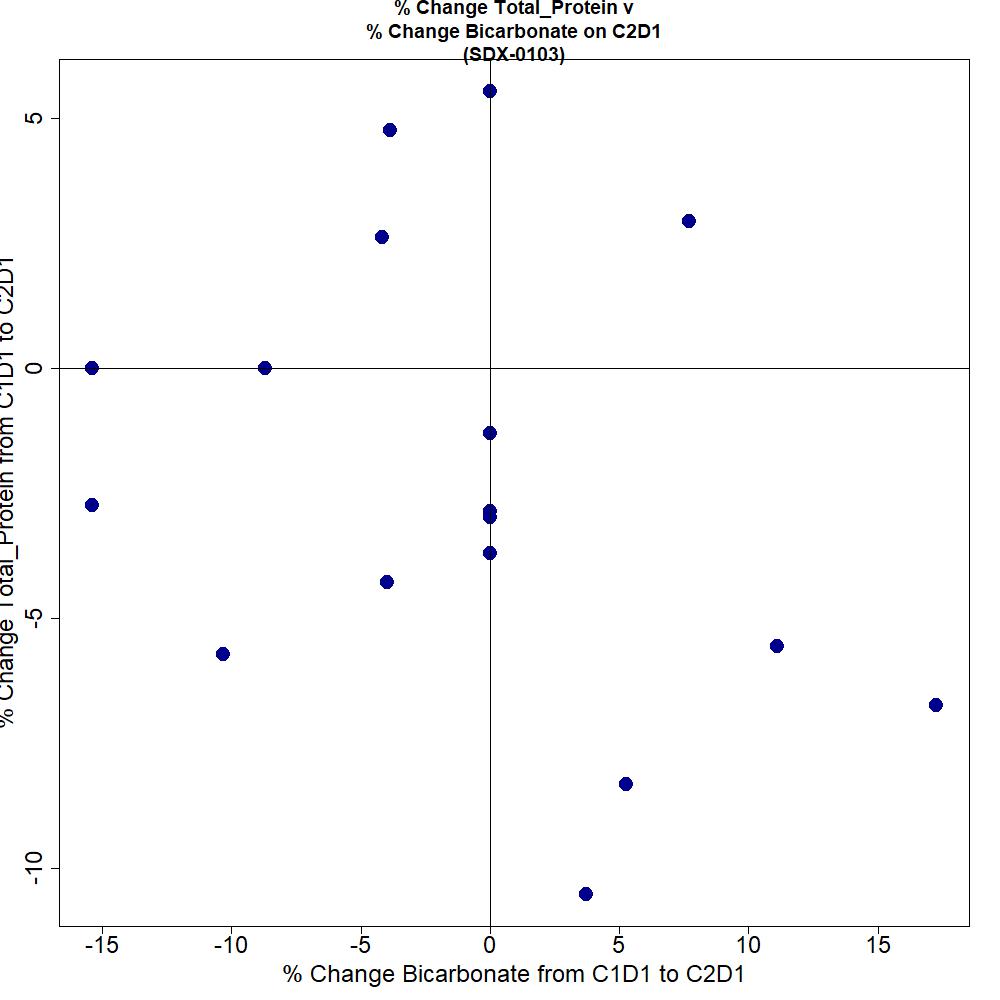 % Change Total_Protein v
% Change Bicarbonate on C2D1
(SDX-0103)
5
0
-5
-10
% Change Total_Protein from C1D1 to C2D1
-15
-10
-5
0
5
10
15
% Change Bicarbonate from C1D1 to C2D1